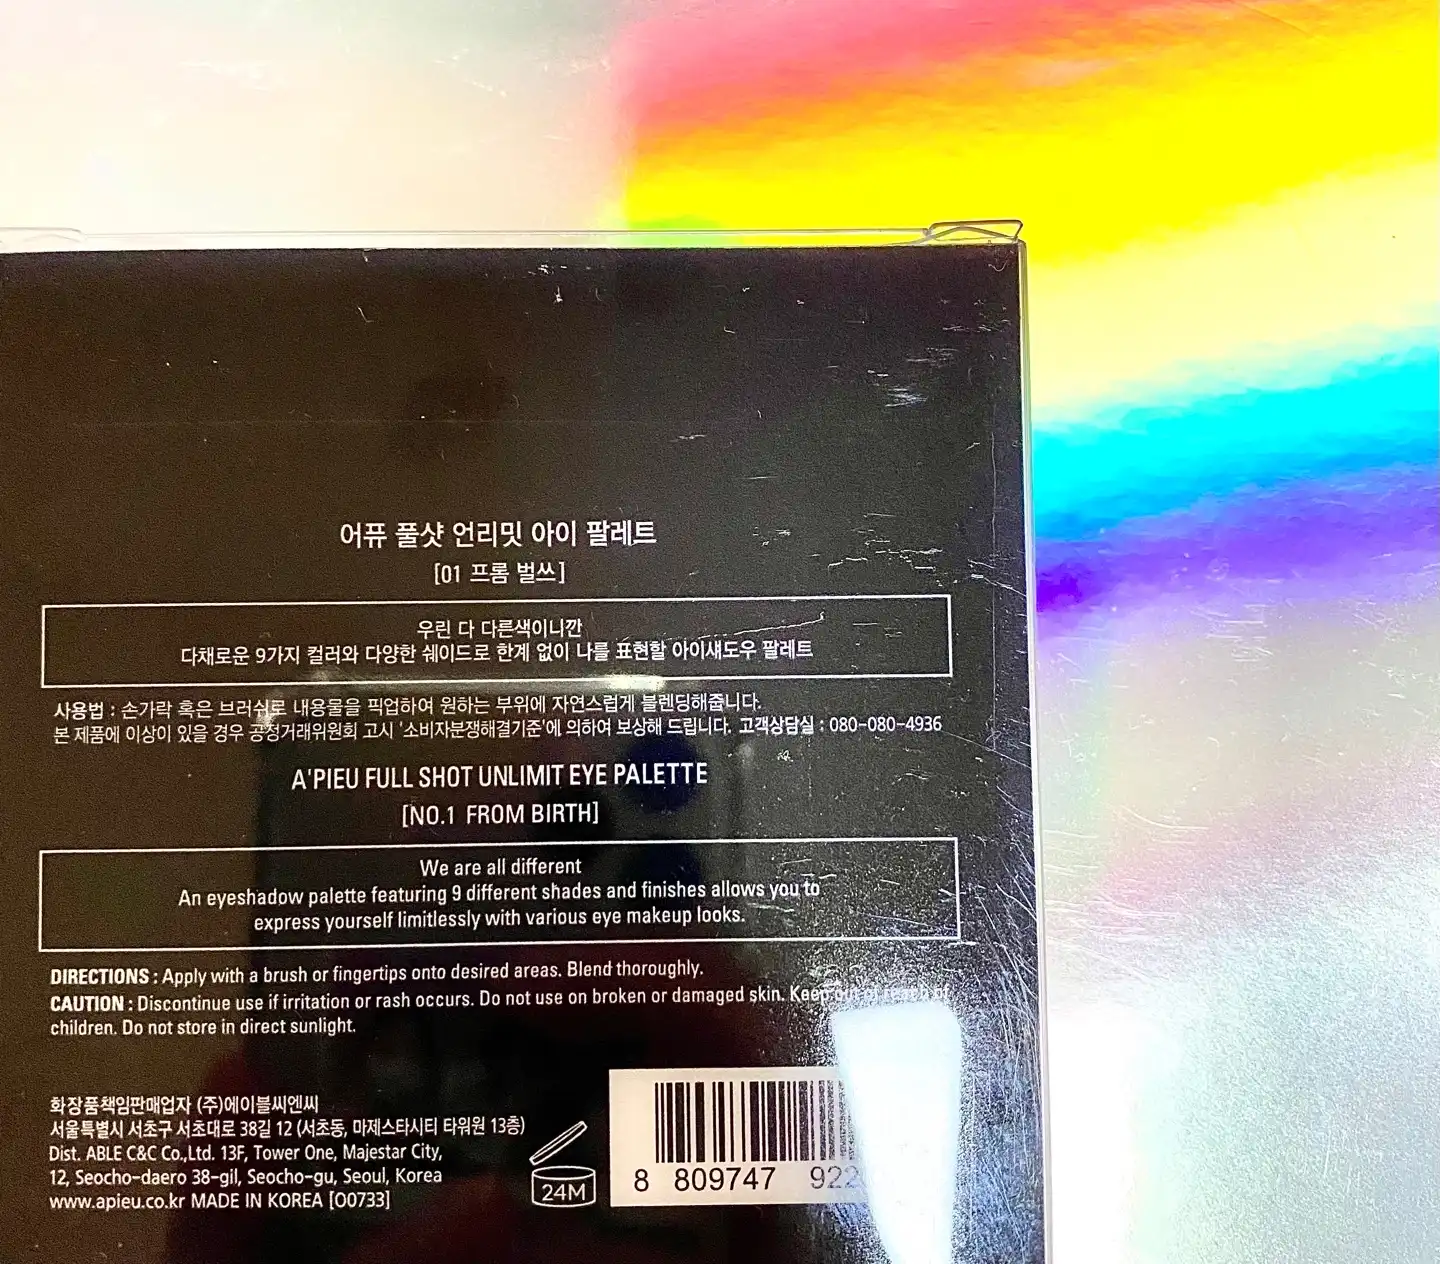 어퓨 풀샷 언리밋 아이 팔레트
[01 프롬 벌쓰]
우린 다 다른색이니깐
다채로운 9가지 컬러와 다양한 쉐이드로 한계 없이 나를 표현할 아이섀도우 팔레트
사용법 : 손가락 혹은 브러쉬로 내용물을 픽업하여 원하는 부위에 자연스럽게 블렌딩해줍니다.
본 제품에 이상이 있을 경우 공정거래위원회 고시 '소비자분쟁해결기준'에 의하여 보상해 드립니다. 고객상담실 : 080-080-4936
A'PIEU FULL SHOT UNLIMIT EYE PALETTE
[NO.1 FROM BIRTH]
We are all different
An eyeshadow palette featuring 9 different shades and finishes allows you to
express yourself limitlessly with various eye makeup looks.
DIRECTIONS : Apply with a brush or fingertips onto desired areas. Blend thoroughly.
CAUTION : Discontinue use if irritation or rash occurs. Do not use on broken or damaged skin. Keep out of reach of
children. Do not store in direct sunlight.
화장품책임판매업자 (주)에이블씨엔씨
서울특별시 서초구 서초대로 38길 12 (서초동, 마제스타시티 타워원 13층)
Dist. ABLE C&C Co.,Ltd. 13F, Tower One, Majestar City,
12, Seocho-daero 38-gil, Seocho-gu, Seoul, Korea
www.apieu.co.kr MADE IN KOREA [O0733]
24M
8 809747 922